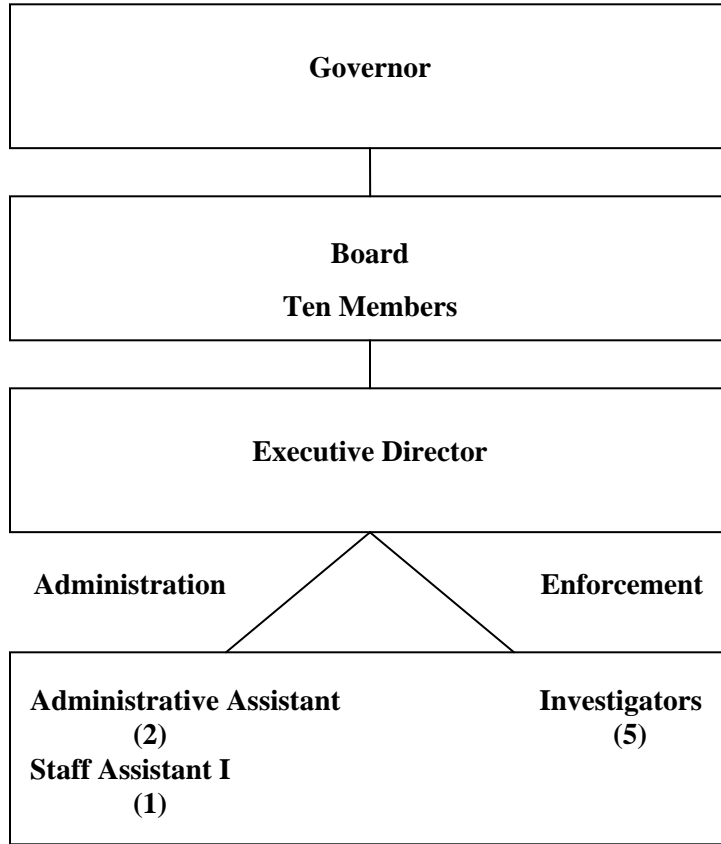 Governor
Board
Ten Members
Executive Director
Administration
Enforcement
Administrative Assistant
(2)
Staff Assistant I
(1)
Investigators
(5)